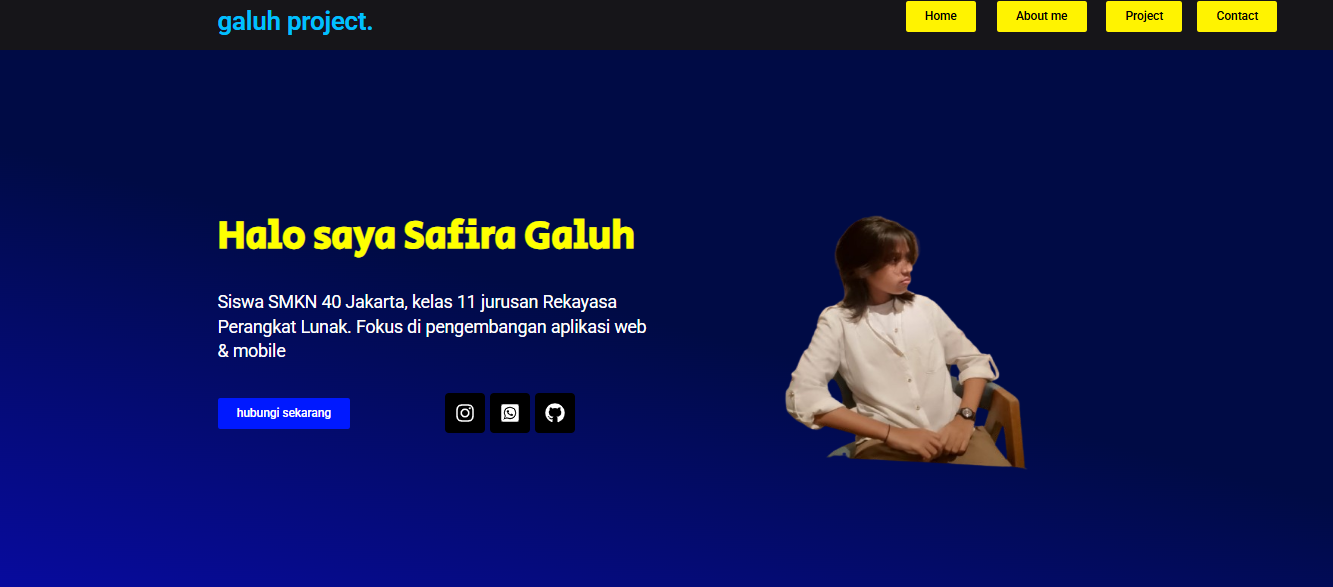 galuh project.
Home
About me
Project
Contact
Halo saya Safira Galuh
Siswa SMKN 40 Jakarta, kelas 11 jurusan Rekayasa
Perangkat Lunak. Fokus di pengembangan aplikasi web
& mobile
hubungi sekarang